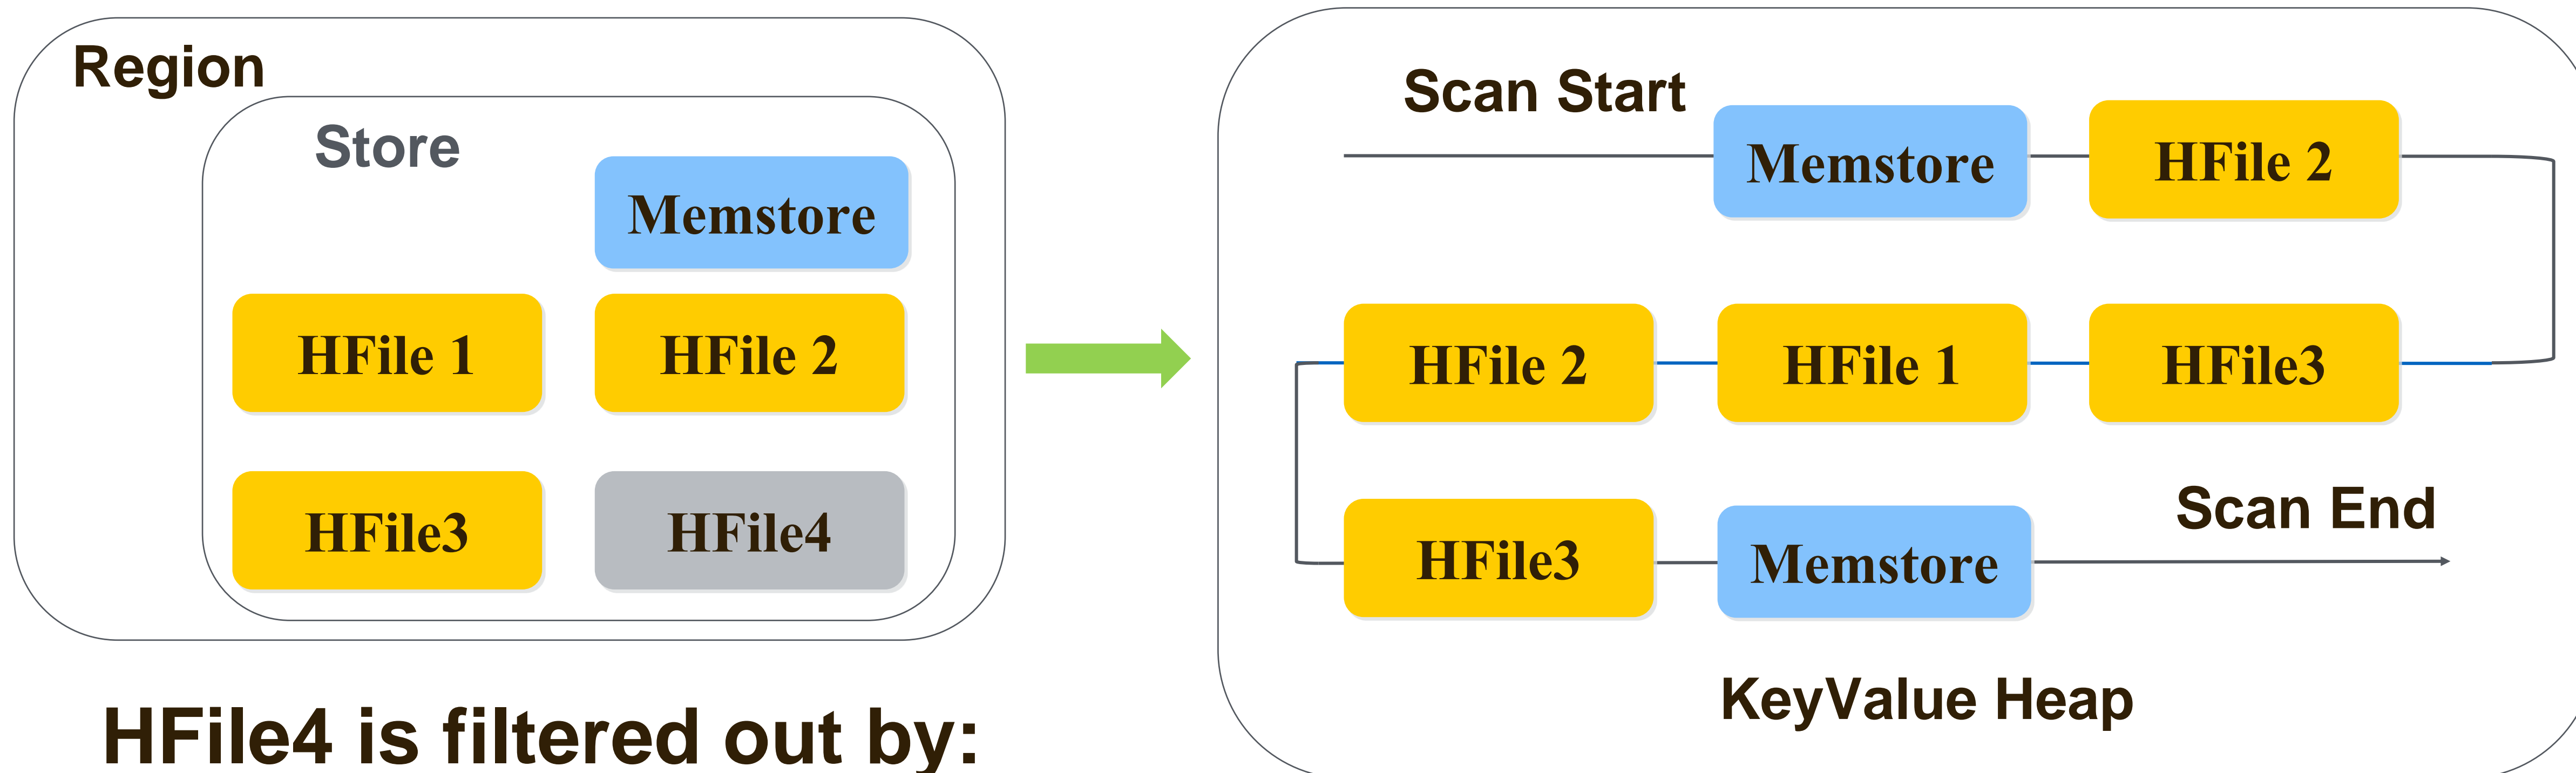 Region
Store
Memstore
HFile 1
HFile 2
HFile3
HFile4
HFile4 is filtered out by:
Scan Start
Memstore
HFile 2
HFile 2
HFile 1
HFile3
HFile3
Memstore
Scan End
KeyValue Heap